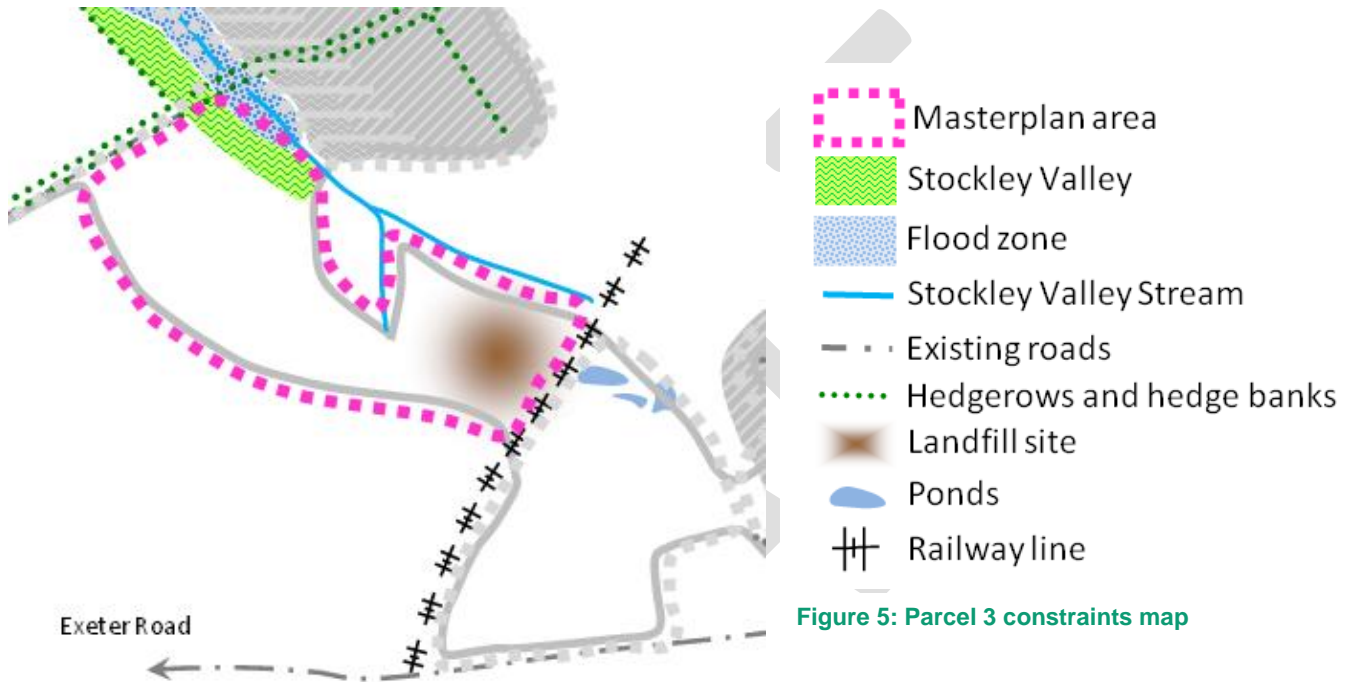 Exeter Road
Masterplan area
Stockley Valley
Flood zone
Stockley Valley Stream
Existing roads
Hedgerows and hedge banks
Landfill site
Ponds
Railway line
Figure 5: Parcel 3 constraints map